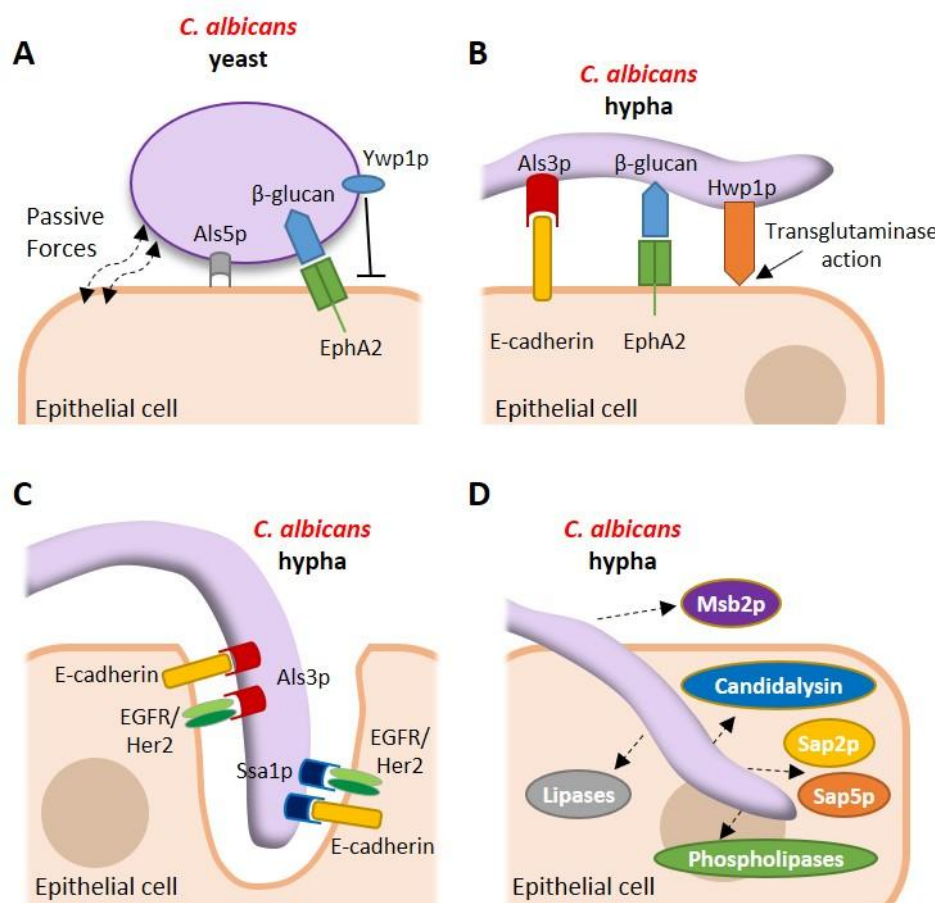 A
C. albicans
yeast
Ywp1p
β-glucan
Passive
Forces
Als5p
EphA2
Epithelial cell
B
C. albicans
hypha
Als3p
β-glucan
Hwp1p
Transglutaminase
action
E-cadherin
EphA2
Epithelial cell
C
C. albicans
hypha
E-cadherin
Als3p
EGFR/
Her2
EGFR/
Her2
Ssa1p
E-cadherin
Epithelial cell
D
C. albicans
hypha
Msb2p
Candidalysin
Sap2p
Lipases
Sap5p
Phospholipases
Epithelial cell